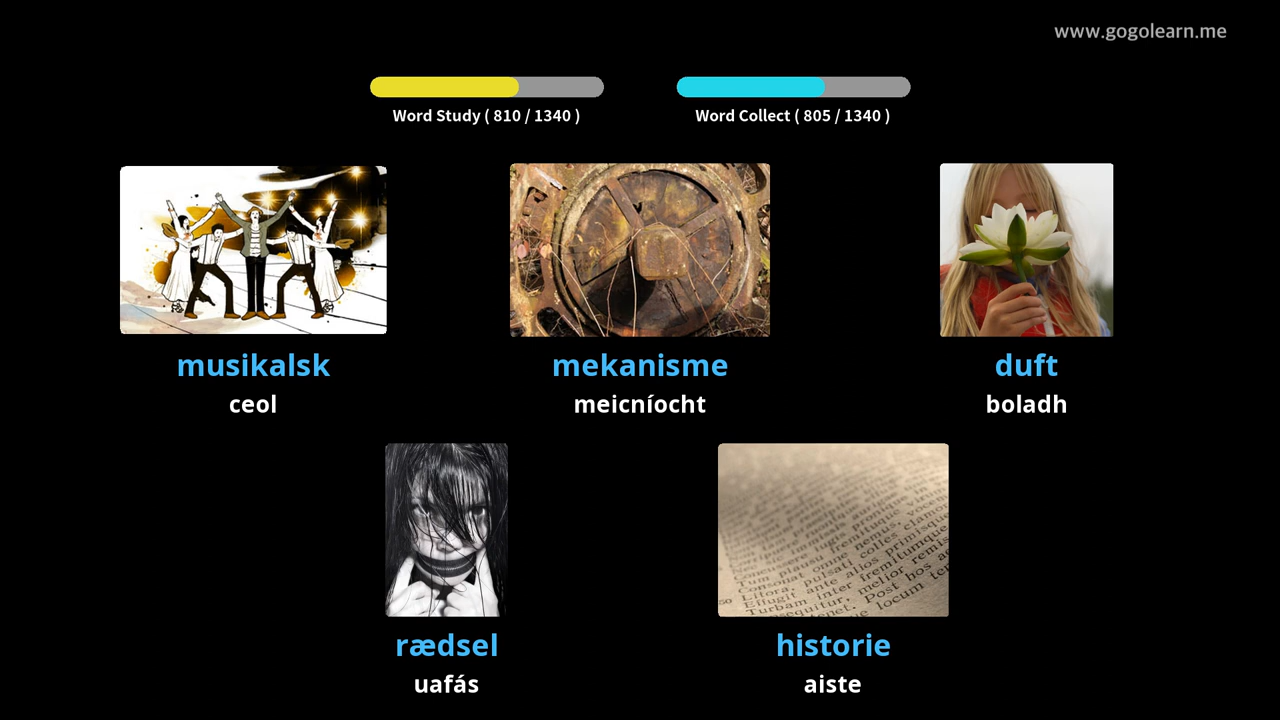 www.gogolearn.me
Word Study ( 810 / 1340 )
Word Collect ( 805 / 1340 )
musikalsk
ceol
mekanisme
meicníocht
duft
boladh
rædsel
uafás
historie
aiste